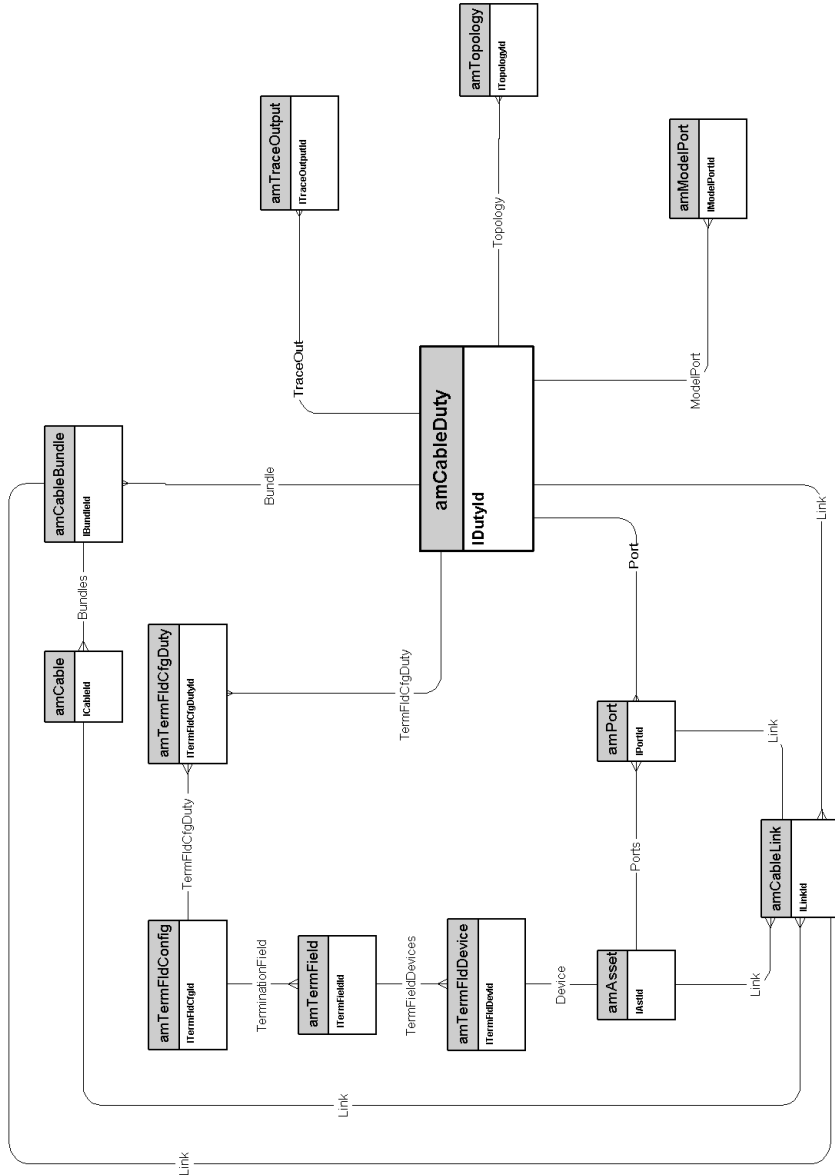 amTopology
lTopologyId
amTraceOutput
lTraceOutputId
amModelPort
lModelPortId
Topology
TraceOut
ModelPort
amCableDuty
lDutyId
amCableBundle
lBundleId
Bundle
Bundles
Link
Port
amCable
lCableId
amTermFldCfgDuty
lTermFldCfgDutyId
TermFldCfgDuty
amPort
lPortId
Link
TermFldCfgDuty
Ports
amCableLink
lLinkId
amTermFldConfig
lTermFldCfgId
TerminationField
amTermField
lTermFieldId
TermFieldDevices
amTermFldDevice
lTermFldDevId
Device
amAsset
lAstId
Link
Link
Link